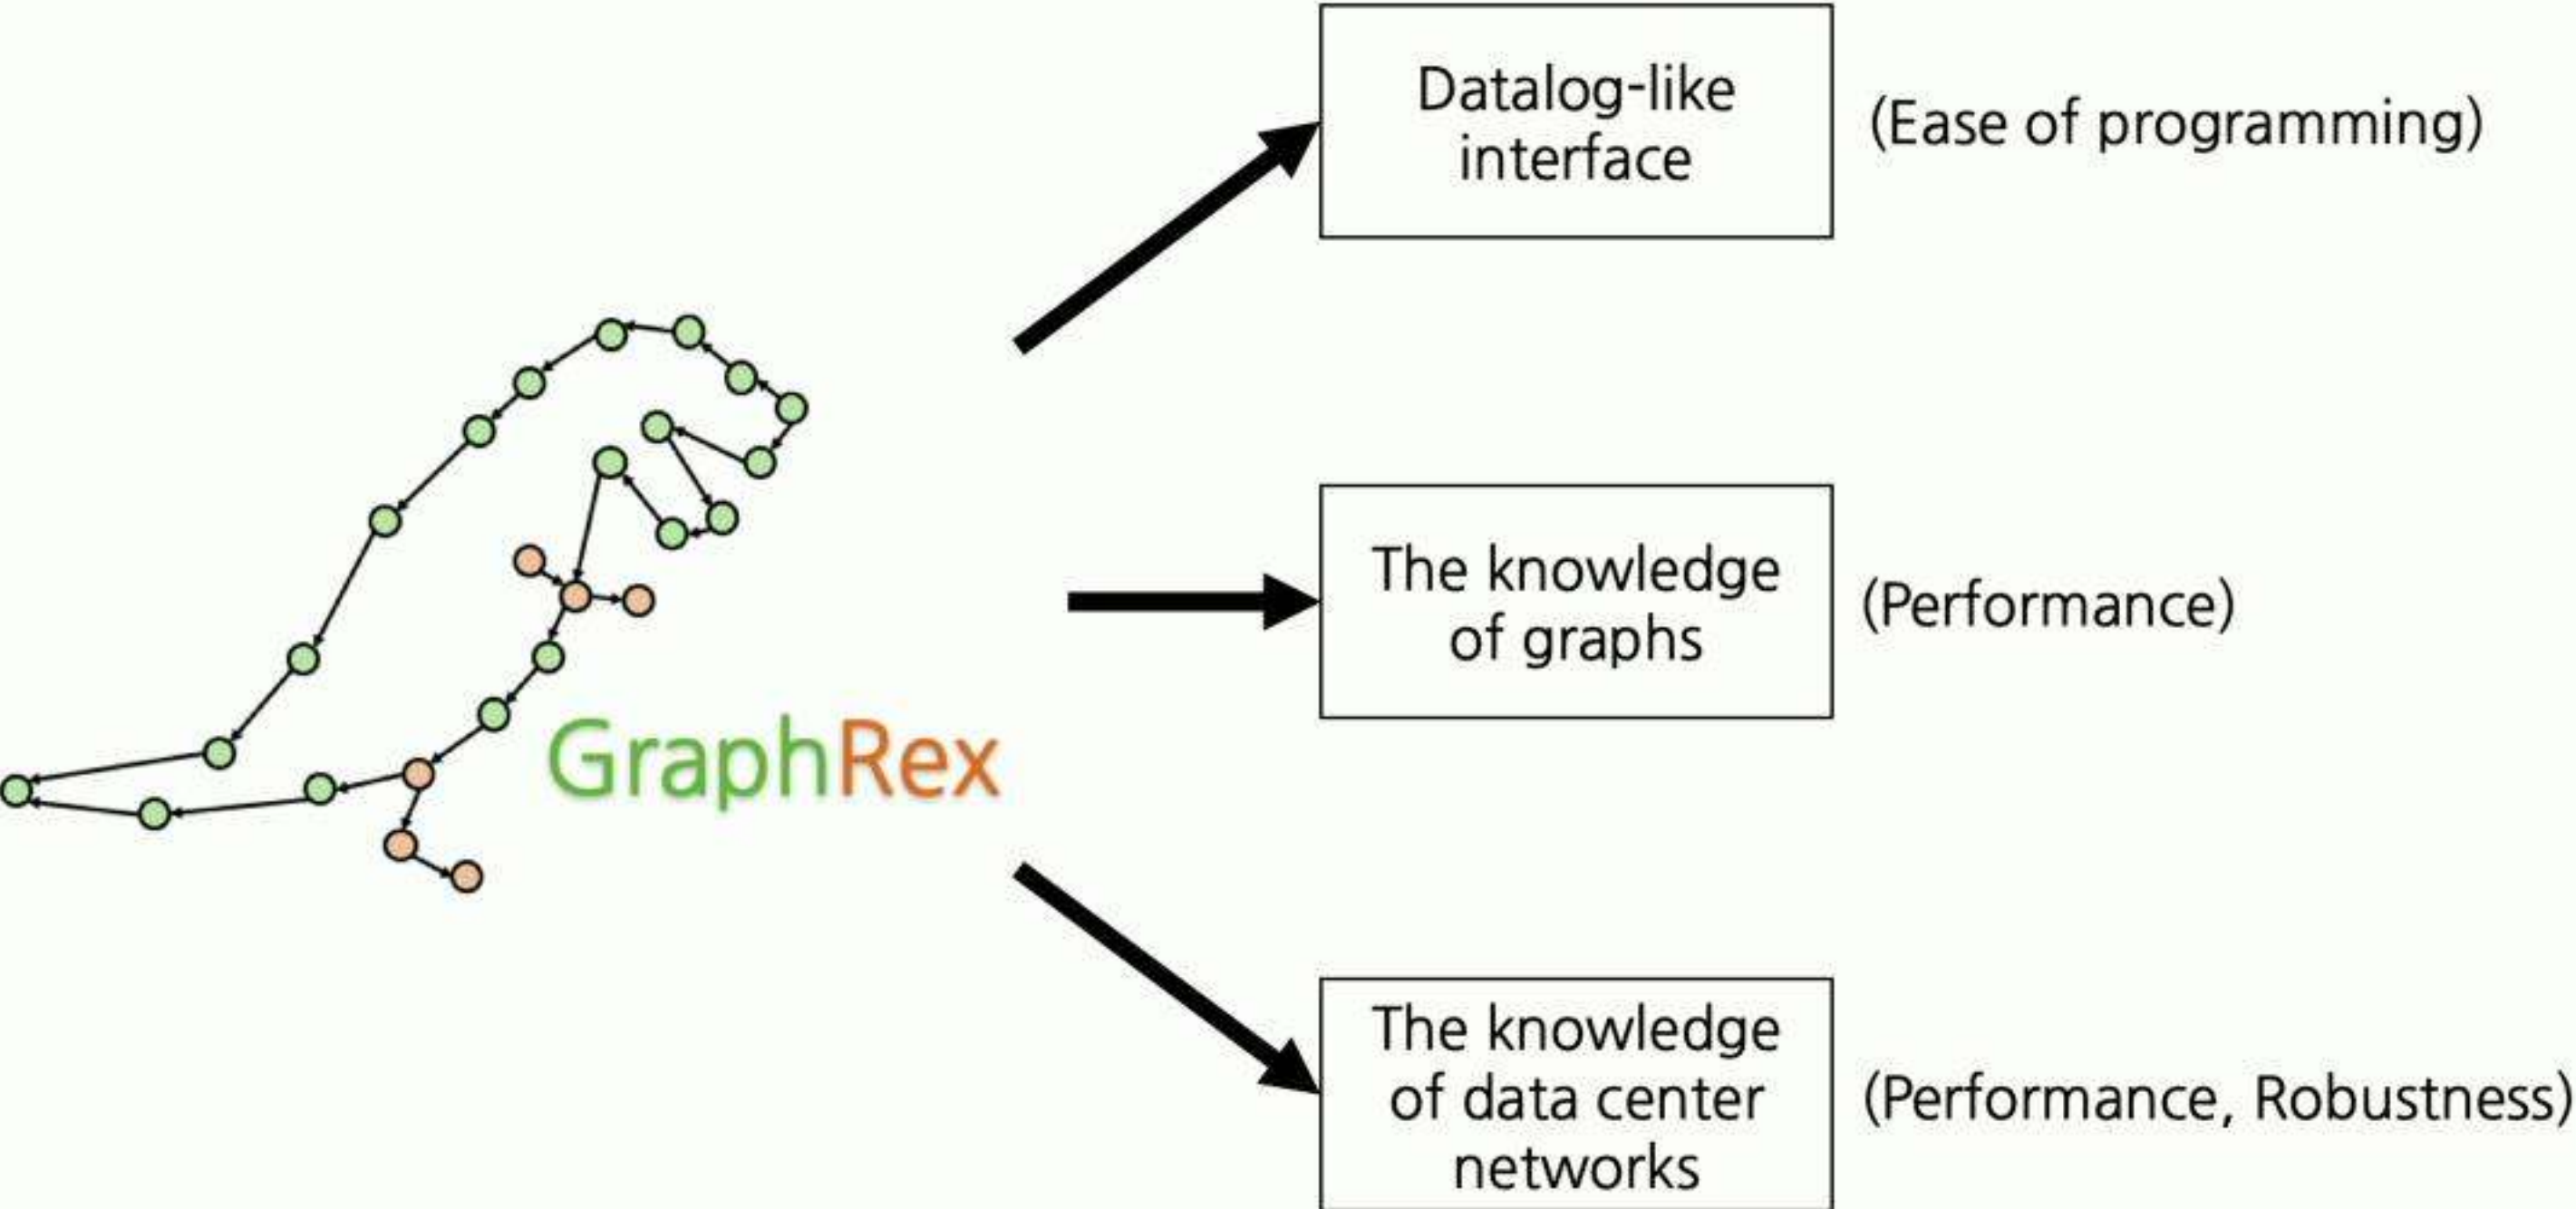 Datalog-like
interface
(Ease of programming)
The knowledge
of graphs
(Performance)
GraphRex
The knowledge
of data center
networks
(Performance, Robustness)